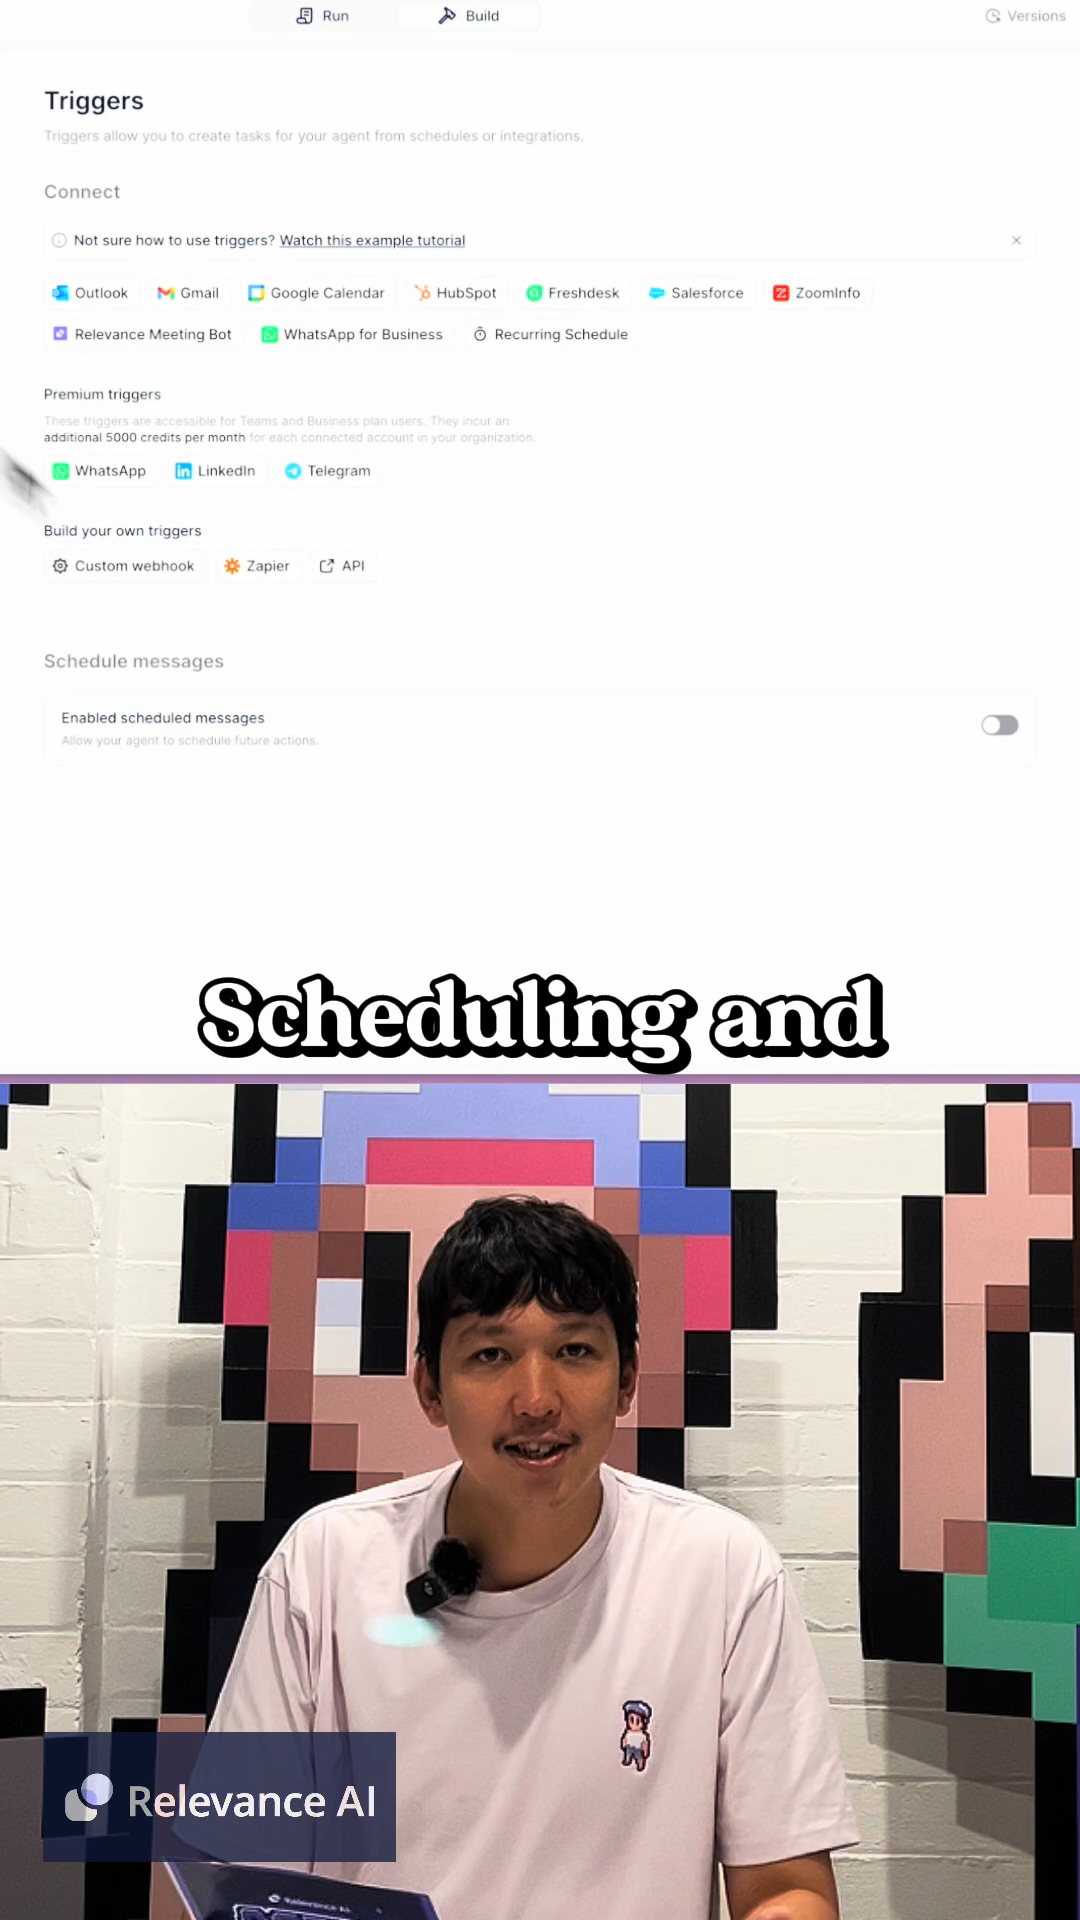 Run
Build
Versions
Triggers
Triggers allow you to create tasks for your agent from schedules or integrations.
Connect
Not sure how to use triggers? Watch this example tutorial
Outlook
Gmail
Google Calendar
HubSpot
Freshdesk
Salesforce
ZoomInfo
Relevance Meeting Bot
WhatsApp for Business
Recurring Schedule
Premium triggers
These triggers are accessible for Teams and Business plan users. They incur an
additional 5000 credits per month for each connected account in your organization.
WhatsApp
LinkedIn
Telegram
Build your own triggers
Custom webhook
Zapier
API
Schedule messages
Enabled scheduled messages
Allow your agent to schedule future actions.
Scheduling and
Relevance AI
Relevance AI